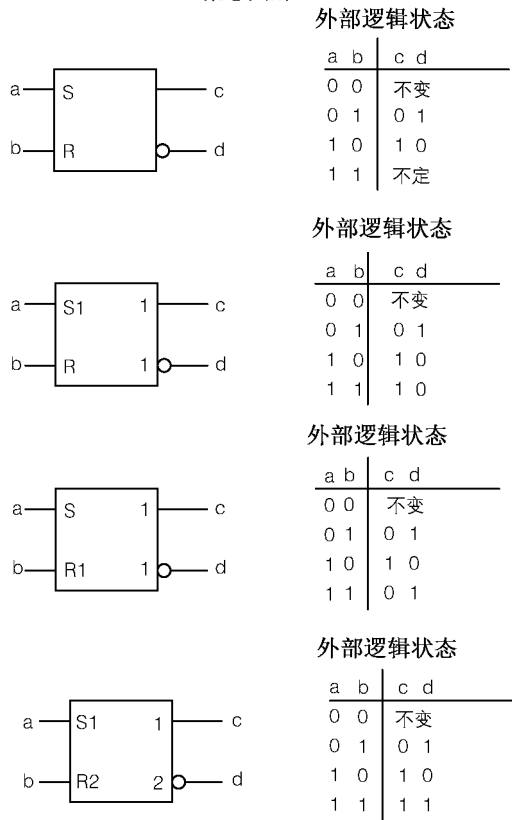 外部逻辑状态
a b c d
a S c
0 0 不变
0 1 0 1
b R d
1 0 1 0
1 1 不定
外部逻辑状态
a b c d
a S1 1 c
0 0 不变
0 1 0 1
b R 1 d
1 0 1 0
1 1 1 0
外部逻辑状态
a b c d
a S 1 c
0 0 不变
0 1 0 1
b R1 1 d
1 0 1 0
1 1 0 1
外部逻辑状态
a b c d
a S1 1 c
0 0 不变
0 1 0 1
b R2 2 d
1 0 1 0
1 1 1 1